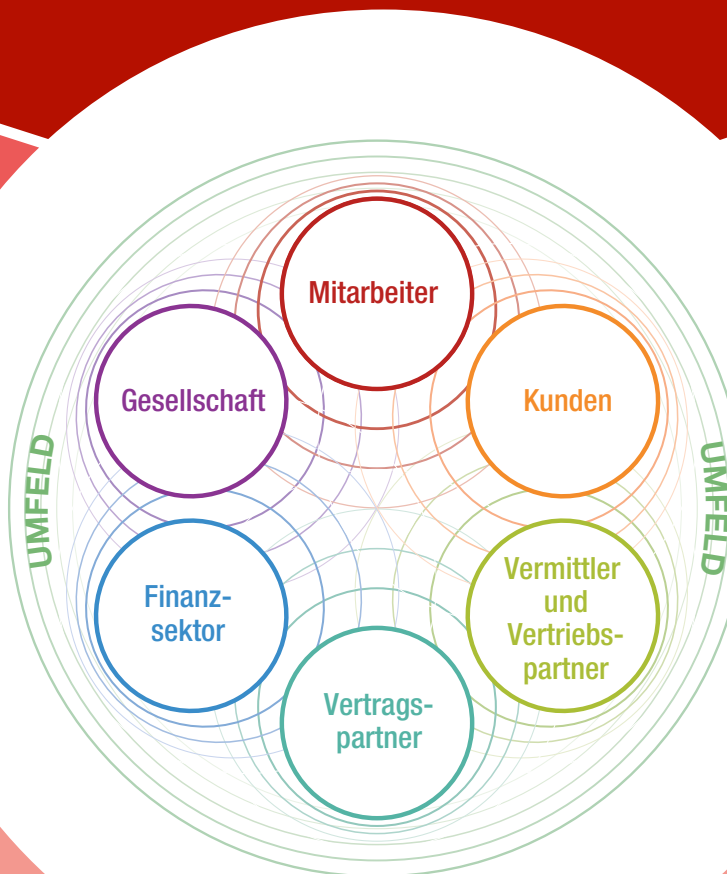 Mitarbeiter
Gesellschaft
Kunden
UMFELD
UMFELD
Finanz-
sektor
Vermittler
und
Vertriebs-
partner
Vertrags-
partner